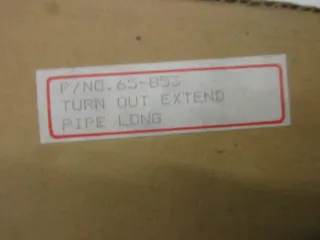 P/NO.65-853
TURN OUT EXTEND
PIPE LONG